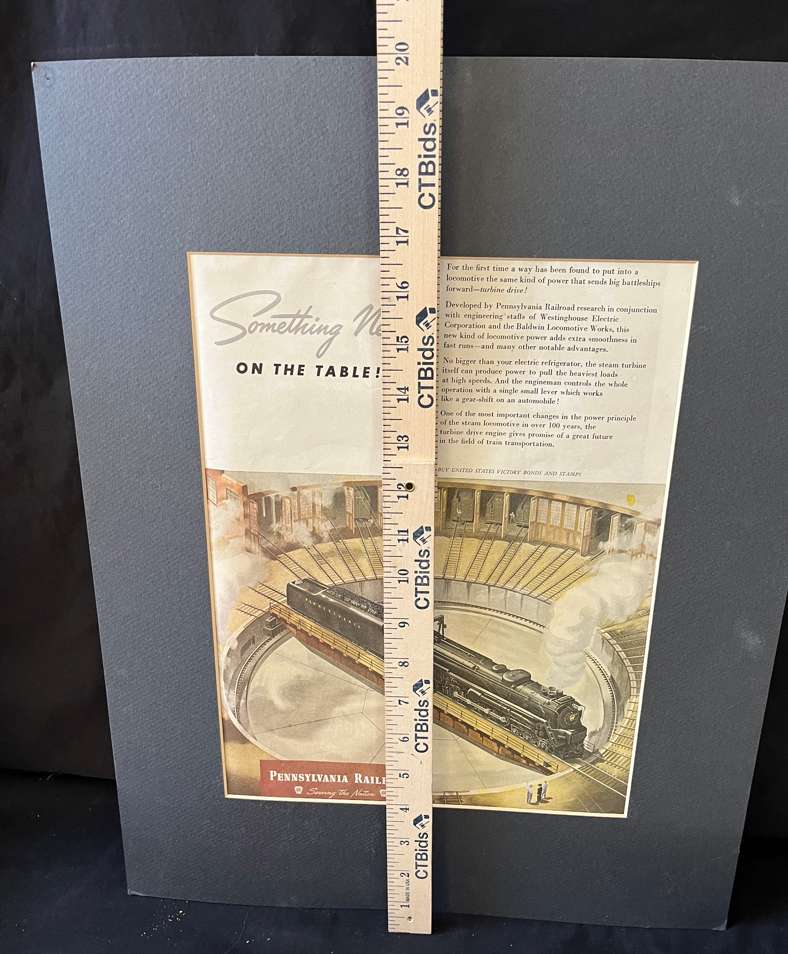 20
19
CTBids
18
17
16
CTBids
15
14
13
12
11
CTBids
10
9
8
7
CTBids
6
5
4
CTBids
3
2
1
MADE IN USA
Something
ON THE TABLE!
For the first time a way has been found to put into a
locomotive the same kind of power that sends big battleships
forward—turbine drive!
Developed by Pennsylvania Railroad research in conjunction
with engineering staffs of Westinghouse Electric
Corporation and the Baldwin Locomotive Works, this
new kind of locomotive power adds extra smoothness in
fast runs—and many other notable advantages.
No bigger than your electric refrigerator, the steam turbine
itself can produce power to pull the heaviest loads
at high speeds. And the engineman controls the whole
operation with a single small lever which works
like a gear-shift on an automobile!
One of the most important changes in the power principle
of the steam locomotive in over 100 years, the
turbine drive engine gives promise of a great future
in the field of train transportation.
BUY UNITED STATES VICTORY BONDS AND STAMPS
PENNSYLVANIA
PENNSYLVANIA RAIL
Serving the Nation